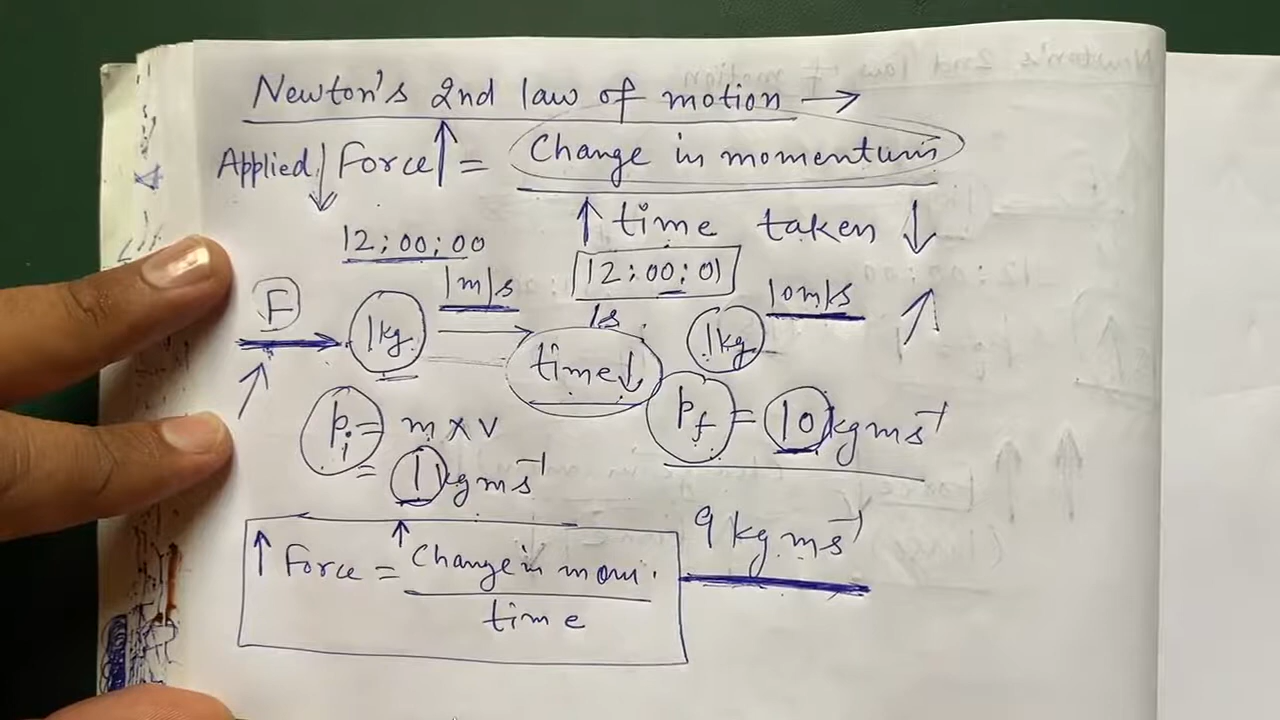 Newton's 2nd law of motion →
Applied ↓ Force ↑ = Change in momentum
↑ time taken ↓
12:00:00
12:00:01
1m/s
10m/s
F
1kg
1s
1kg
time↓
pi = m x v
pf = 10 kgms⁻¹
= 1 kgms⁻¹
9 kgms⁻¹
↑ Force = ↑ Change in mom.
time